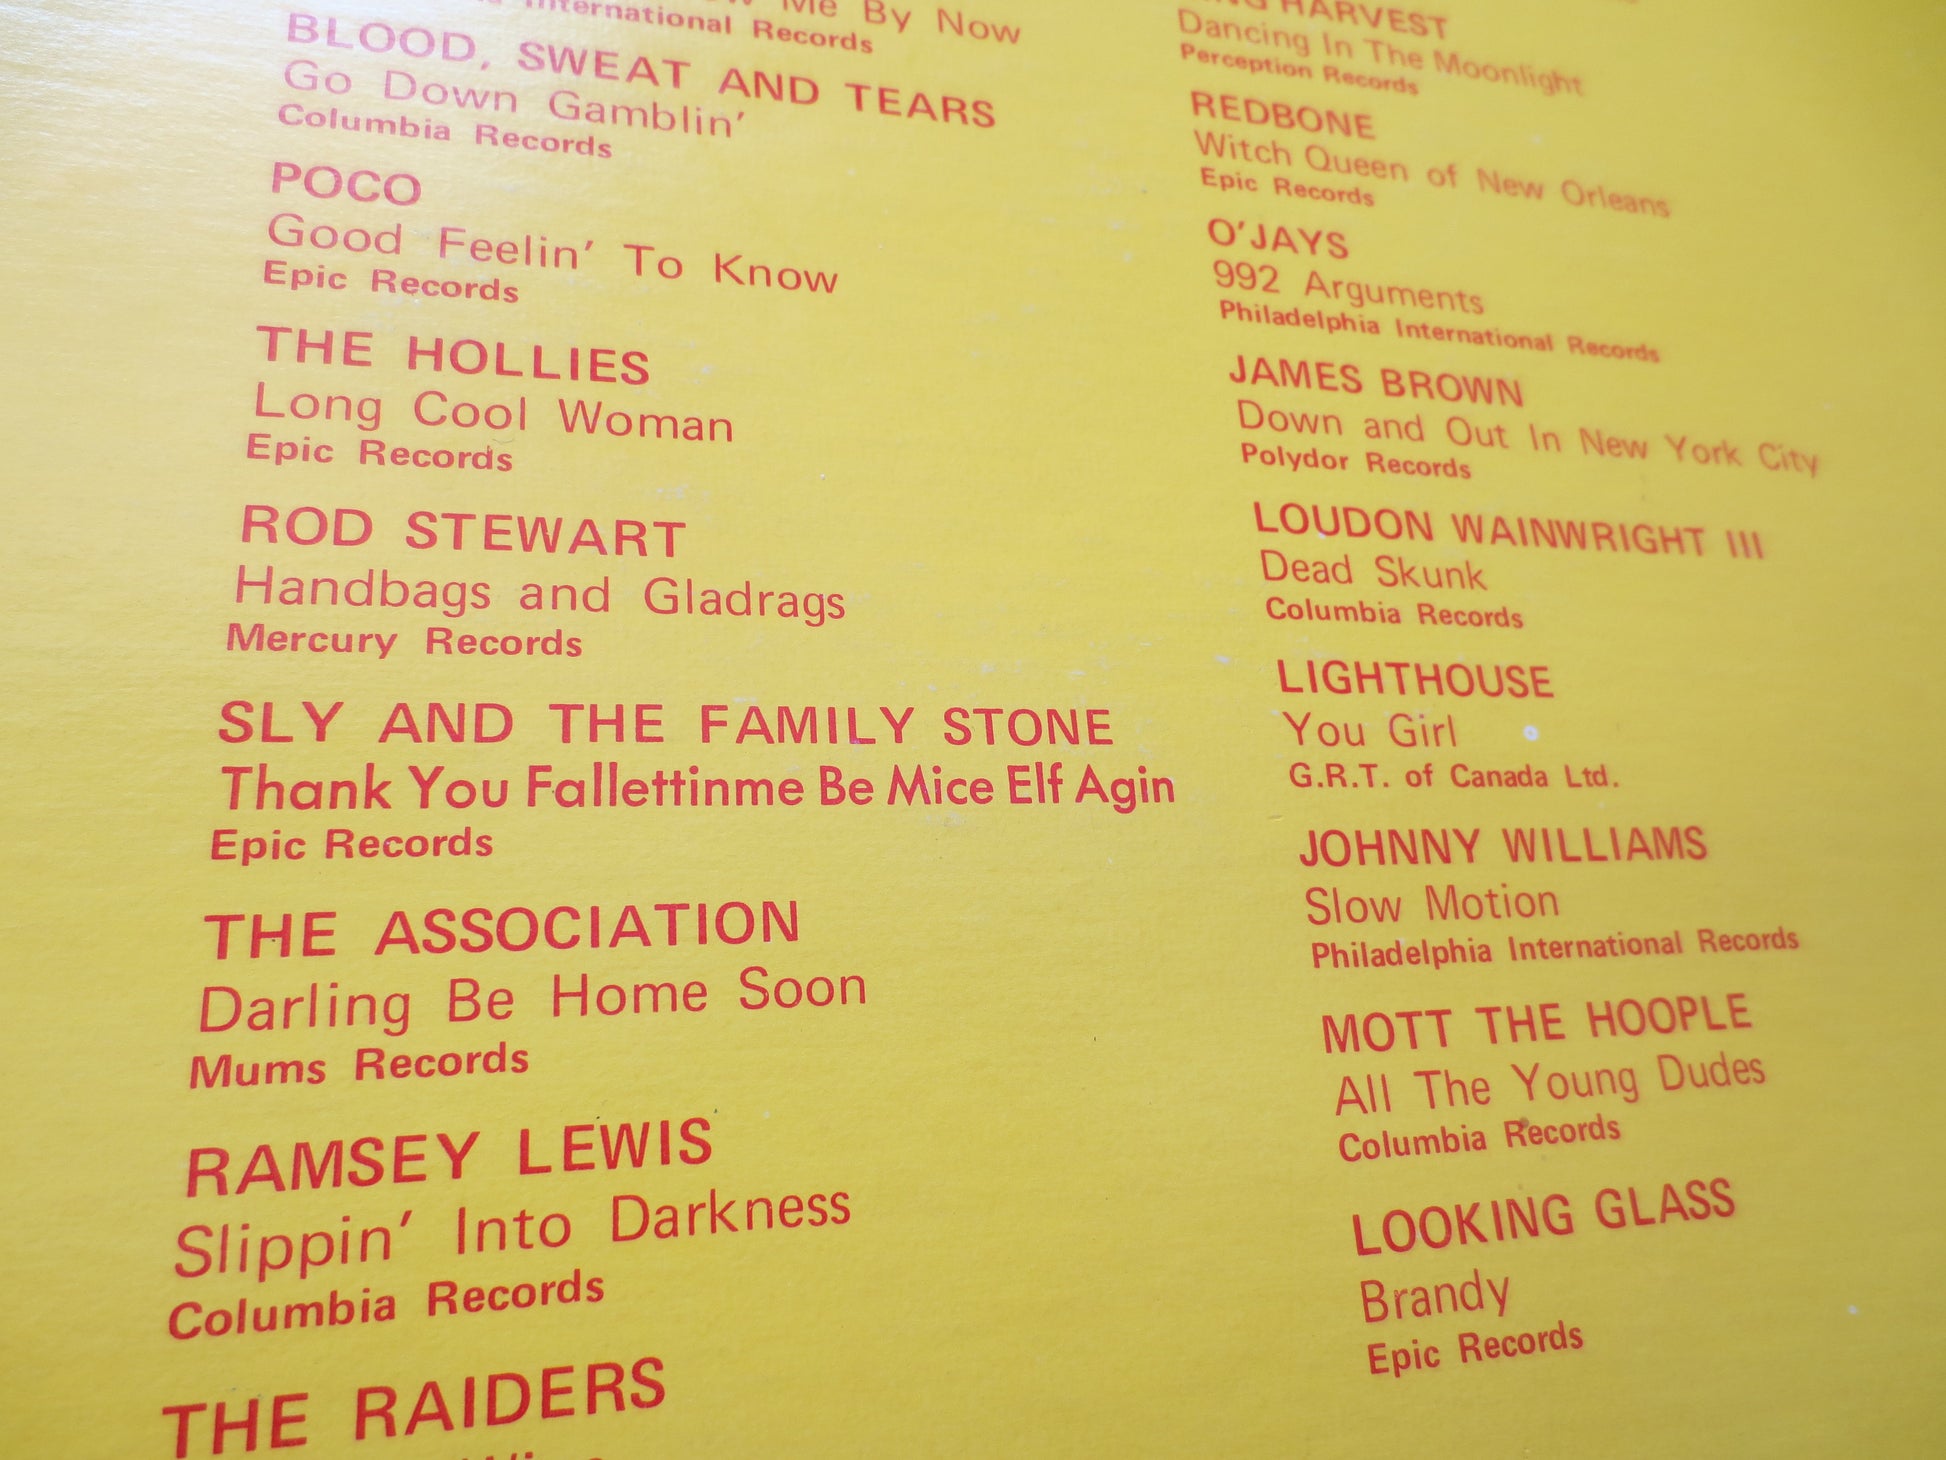 Me By Now
International Records
BLOOD, SWEAT AND TEARS
Go Down Gamblin'
Columbia Records
POCO
Good Feelin' To Know
Epic Records
THE HOLLIES
Long Cool Woman
Epic Records
ROD STEWART
Handbags and Gladrags
Mercury Records
SLY AND THE FAMILY STONE
Thank You Fallettinme Be Mice Elf Agin
Epic Records
THE ASSOCIATION
Darling Be Home Soon
Mums Records
RAMSEY LEWIS
Slippin' Into Darkness
Columbia Records
THE RAIDERS
HARVEST
Dancing In The Moonlight
Perception Records
REDBONE
Witch Queen of New Orleans
Epic Records
O'JAYS
992 Arguments
Philadelphia International Records
JAMES BROWN
Down and Out In New York City
Polydor Records
LOUDON WAINWRIGHT III
Dead Skunk
Columbia Records
LIGHTHOUSE
You Girl
G.R.T. of Canada Ltd.
JOHNNY WILLIAMS
Slow Motion
Philadelphia International Records
MOTT THE HOOPLE
All The Young Dudes
Columbia Records
LOOKING GLASS
Brandy
Epic Records